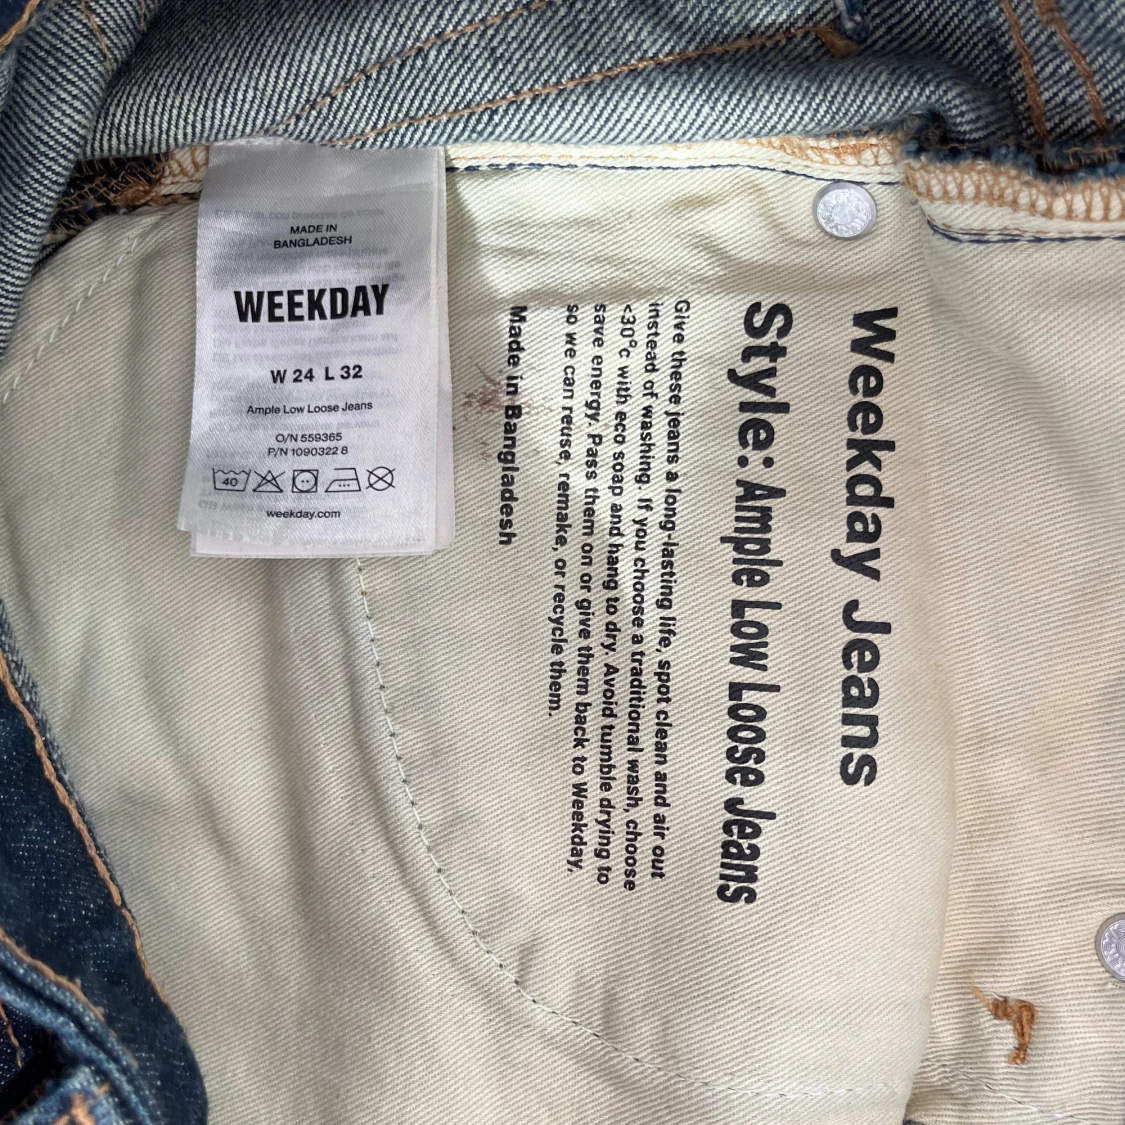 MADE IN
BANGLADESH
WEEKDAY
W 24 L 32
Ample Low Loose Jeans
O/N 559365
P/N 1090322 8
40
weekday.com
Weekday Jeans
Style: Ample Low Loose Jeans
Give these jeans a long-lasting life, spot clean and air out
instead of washing. If you choose a traditional wash, choose
<30°c with eco soap and hang to dry. Avoid tumble drying to
save energy. Pass them on or give them back to Weekday,
so we can reuse, remake, or recycle them.
Made in Bangladesh